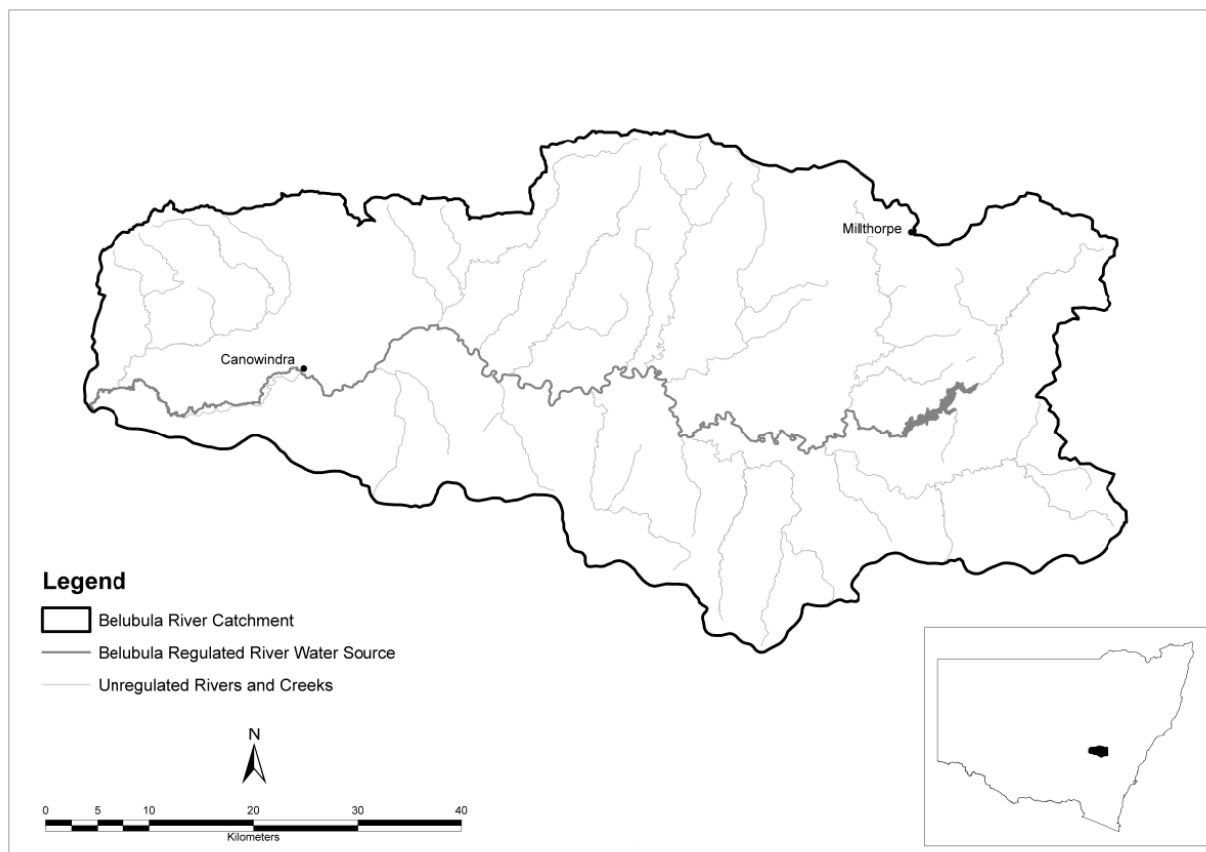 Millthorpe
Canowindra
Legend
Belubula River Catchment
Belubula Regulated River Water Source
Unregulated Rivers and Creeks
N
0 5 10 20 30 40
Kilometers